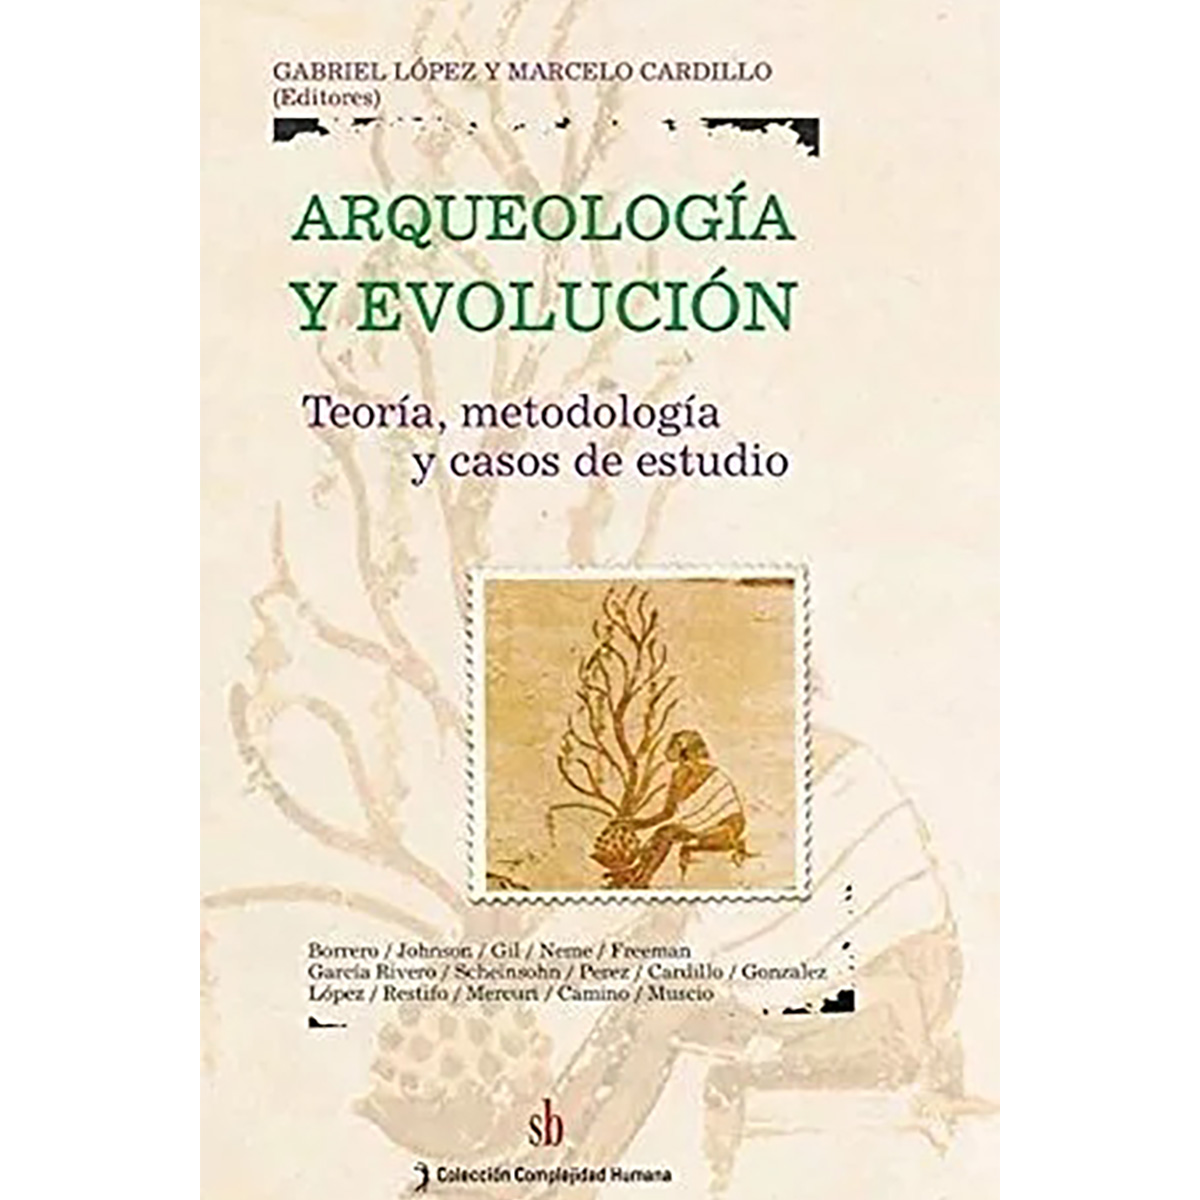 GABRIEL LÓPEZ Y MARCELO CARDILLO
(Editores)
ARQUEOLOGÍA
Y EVOLUCIÓN
Teoría, metodología
y casos de estudio
Borrero / Johnson / Gil / Neme / Freeman
García Rivero / Scheinsohn / Perez / Cardillo / Gonzalez
López / Restifo / Mercuri / Camino / Muscio
sb
Colección Complejidad Humana